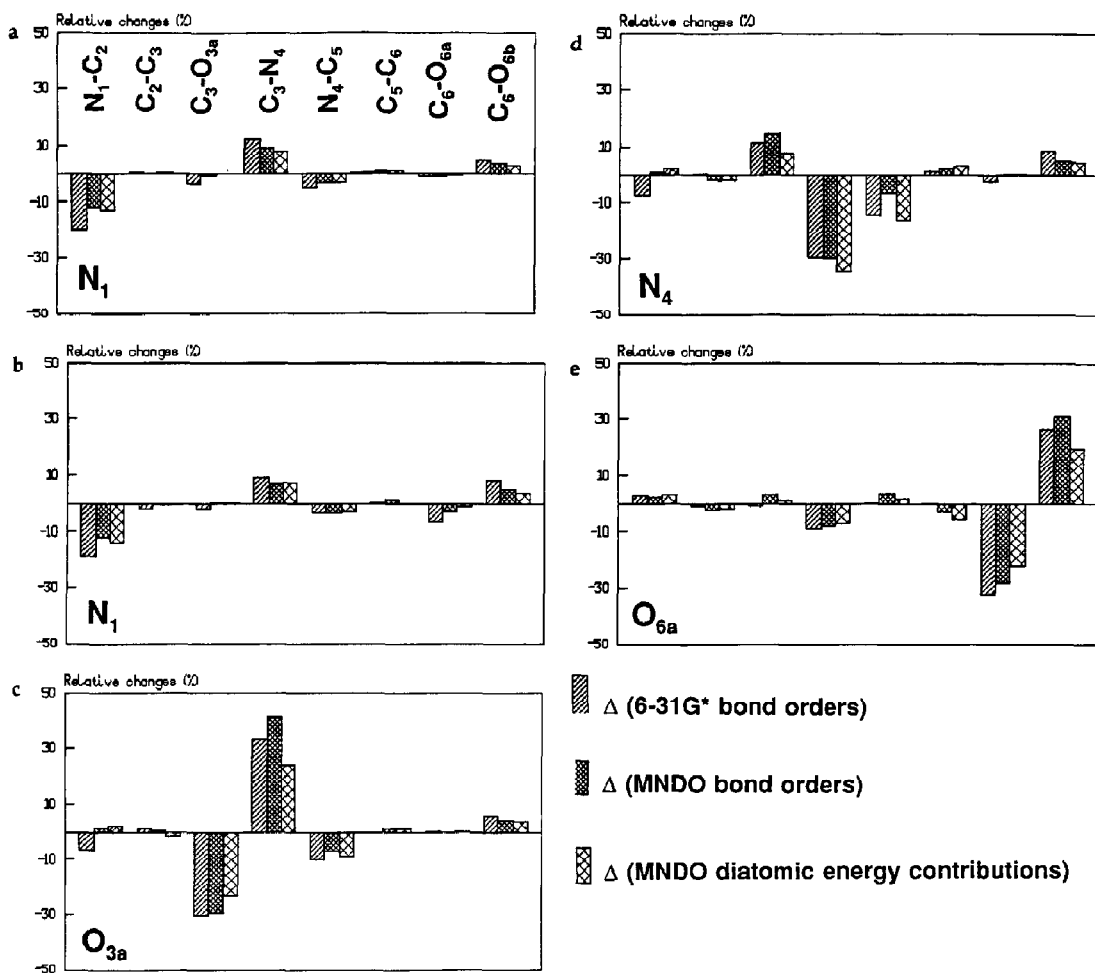 a
Relative changes (%)
50
30
10
-10
-30
-50
N₁-C₂
C₂-C₃
C₃-O₃ₐ
C₃-N₄
N₄-C₅
C₅-C₆
C₆-O₆ₐ
C₆-O₆b
N₁
d
Relative changes (%)
50
30
10
-10
-30
-50
N₄
b
Relative changes (%)
50
30
10
-10
-30
-50
N₁
e
Relative changes (%)
50
30
10
-10
-30
-50
O₆ₐ
c
Relative changes (%)
50
30
10
-10
-30
-50
O₃ₐ
Δ (6-31G* bond orders)
Δ (MNDO bond orders)
Δ (MNDO diatomic energy contributions)